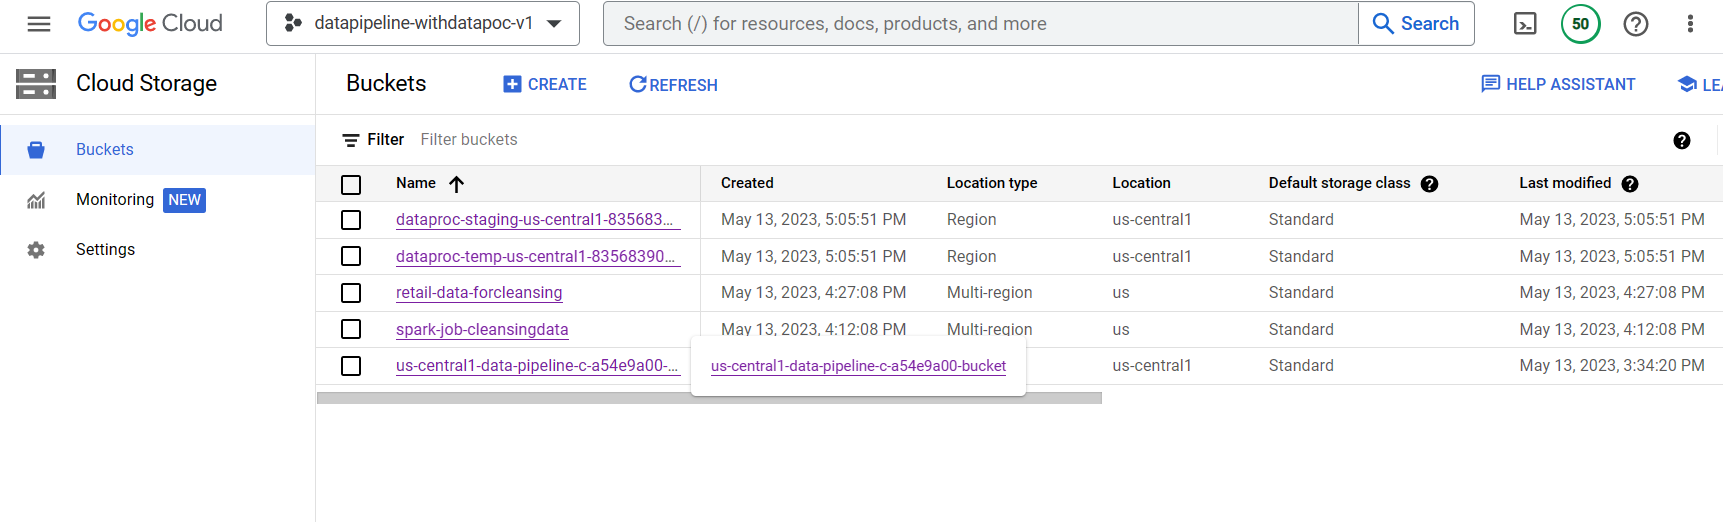 Google Cloud datapipeline-withdatapoc-v1 Search (/) for resources, docs, products, and more Search 50
Cloud Storage Buckets CREATE REFRESH HELP ASSISTANT LEA
Buckets
Monitoring NEW
Settings
Filter Filter buckets
Name Created Location type Location Default storage class Last modified
dataproc-staging-us-central1-835683... May 13, 2023, 5:05:51 PM Region us-central1 Standard May 13, 2023, 5:05:51 PM
dataproc-temp-us-central1-83568390... May 13, 2023, 5:05:51 PM Region us-central1 Standard May 13, 2023, 5:05:51 PM
retail-data-forcleansing May 13, 2023, 4:27:08 PM Multi-region us Standard May 13, 2023, 4:27:08 PM
spark-job-cleansingdata May 13, 2023, 4:12:08 PM Multi-region us Standard May 13, 2023, 4:12:08 PM
us-central1-data-pipeline-c-a54e9a00-... us-central1-data-pipeline-c-a54e9a00-bucket us-central1 Standard May 13, 2023, 3:34:20 PM